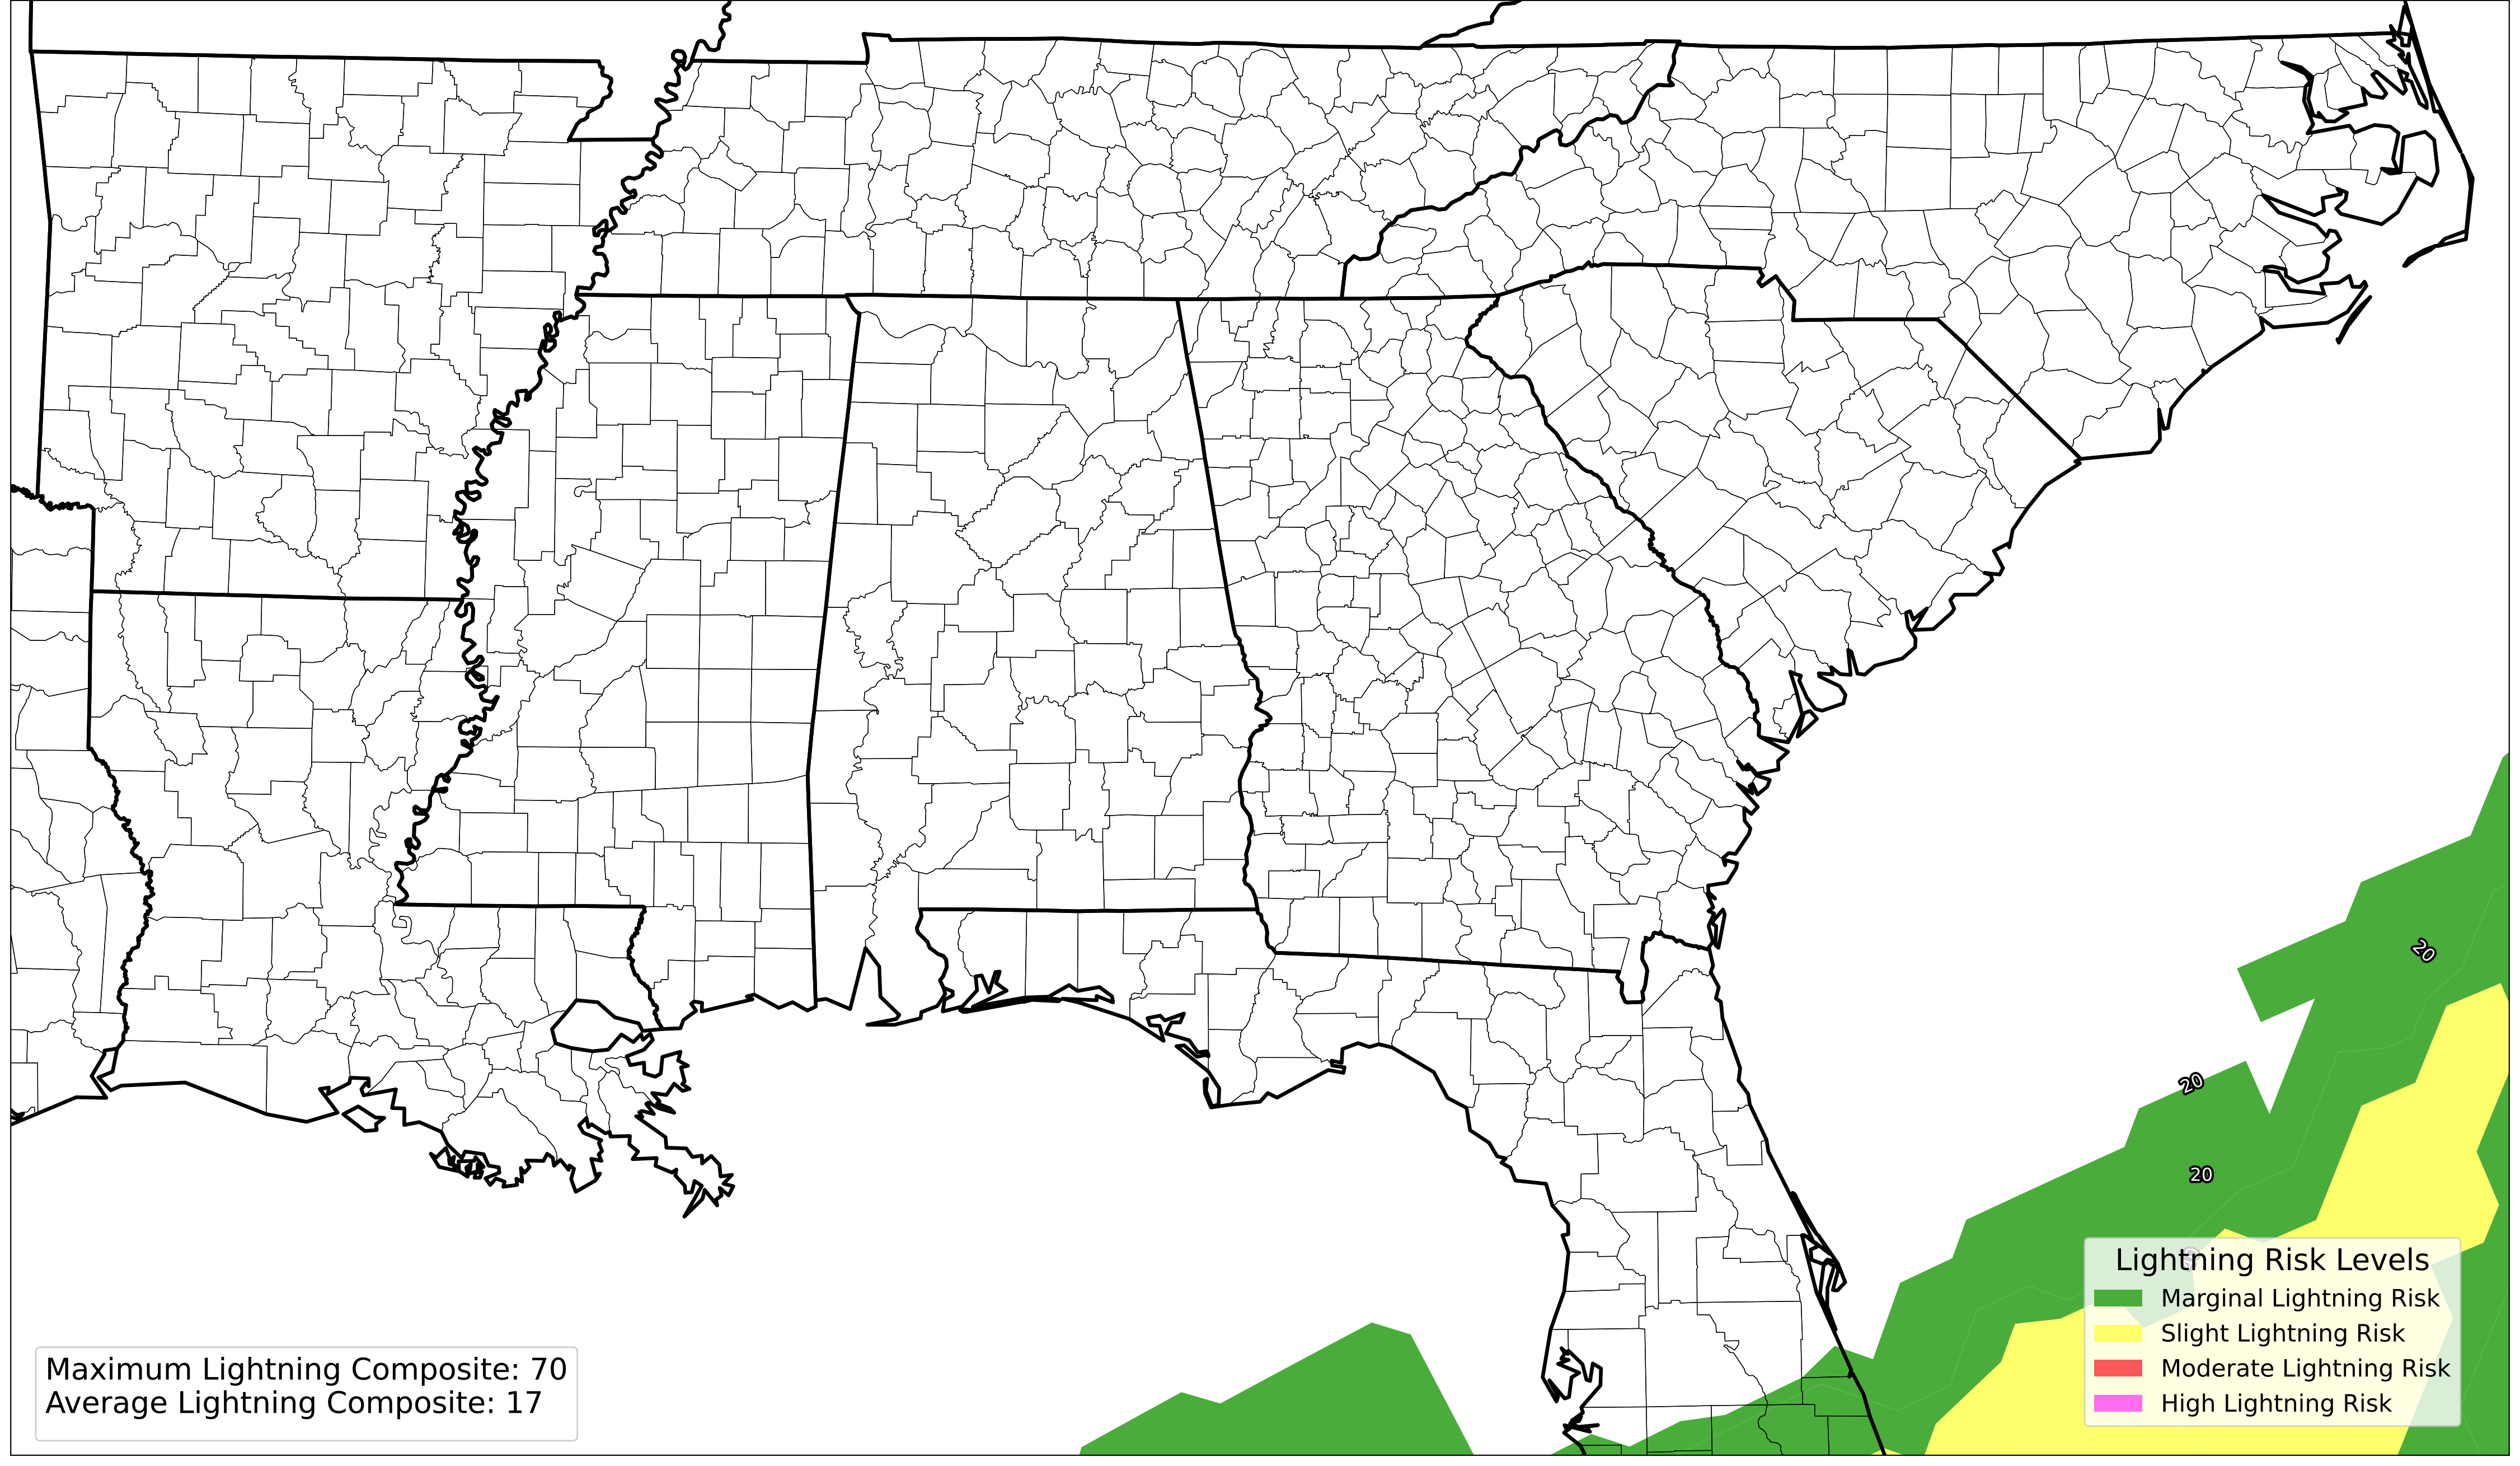 20
20
20
Lightning Risk Levels
Marginal Lightning Risk
Slight Lightning Risk
Moderate Lightning Risk
High Lightning Risk
Maximum Lightning Composite: 70
Average Lightning Composite: 17